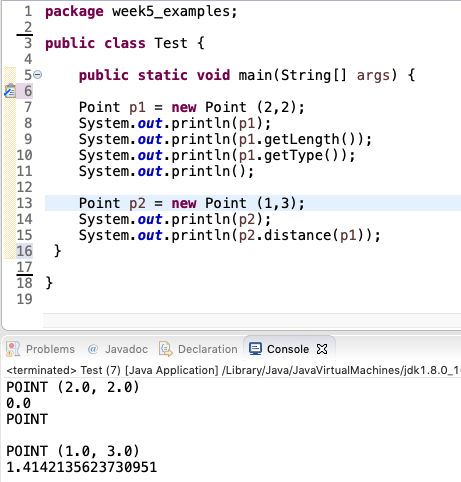 1 package week5_examples;
2
3 public class Test {
4
5 public static void main(String[] args) {
6
7 Point p1 = new Point (2,2);
8 System.out.println(p1);
9 System.out.println(p1.getLength());
10 System.out.println(p1.getType());
11 System.out.println();
12
13 Point p2 = new Point (1,3);
14 System.out.println(p2);
15 System.out.println(p2.distance(p1));
16 }
17
18 }
19
Problems @ Javadoc Declaration Console
<terminated> Test (7) [Java Application] /Library/Java/JavaVirtualMachines/jdk1.8.0_1
POINT (2.0, 2.0)
0.0
POINT
POINT (1.0, 3.0)
1.4142135623730951